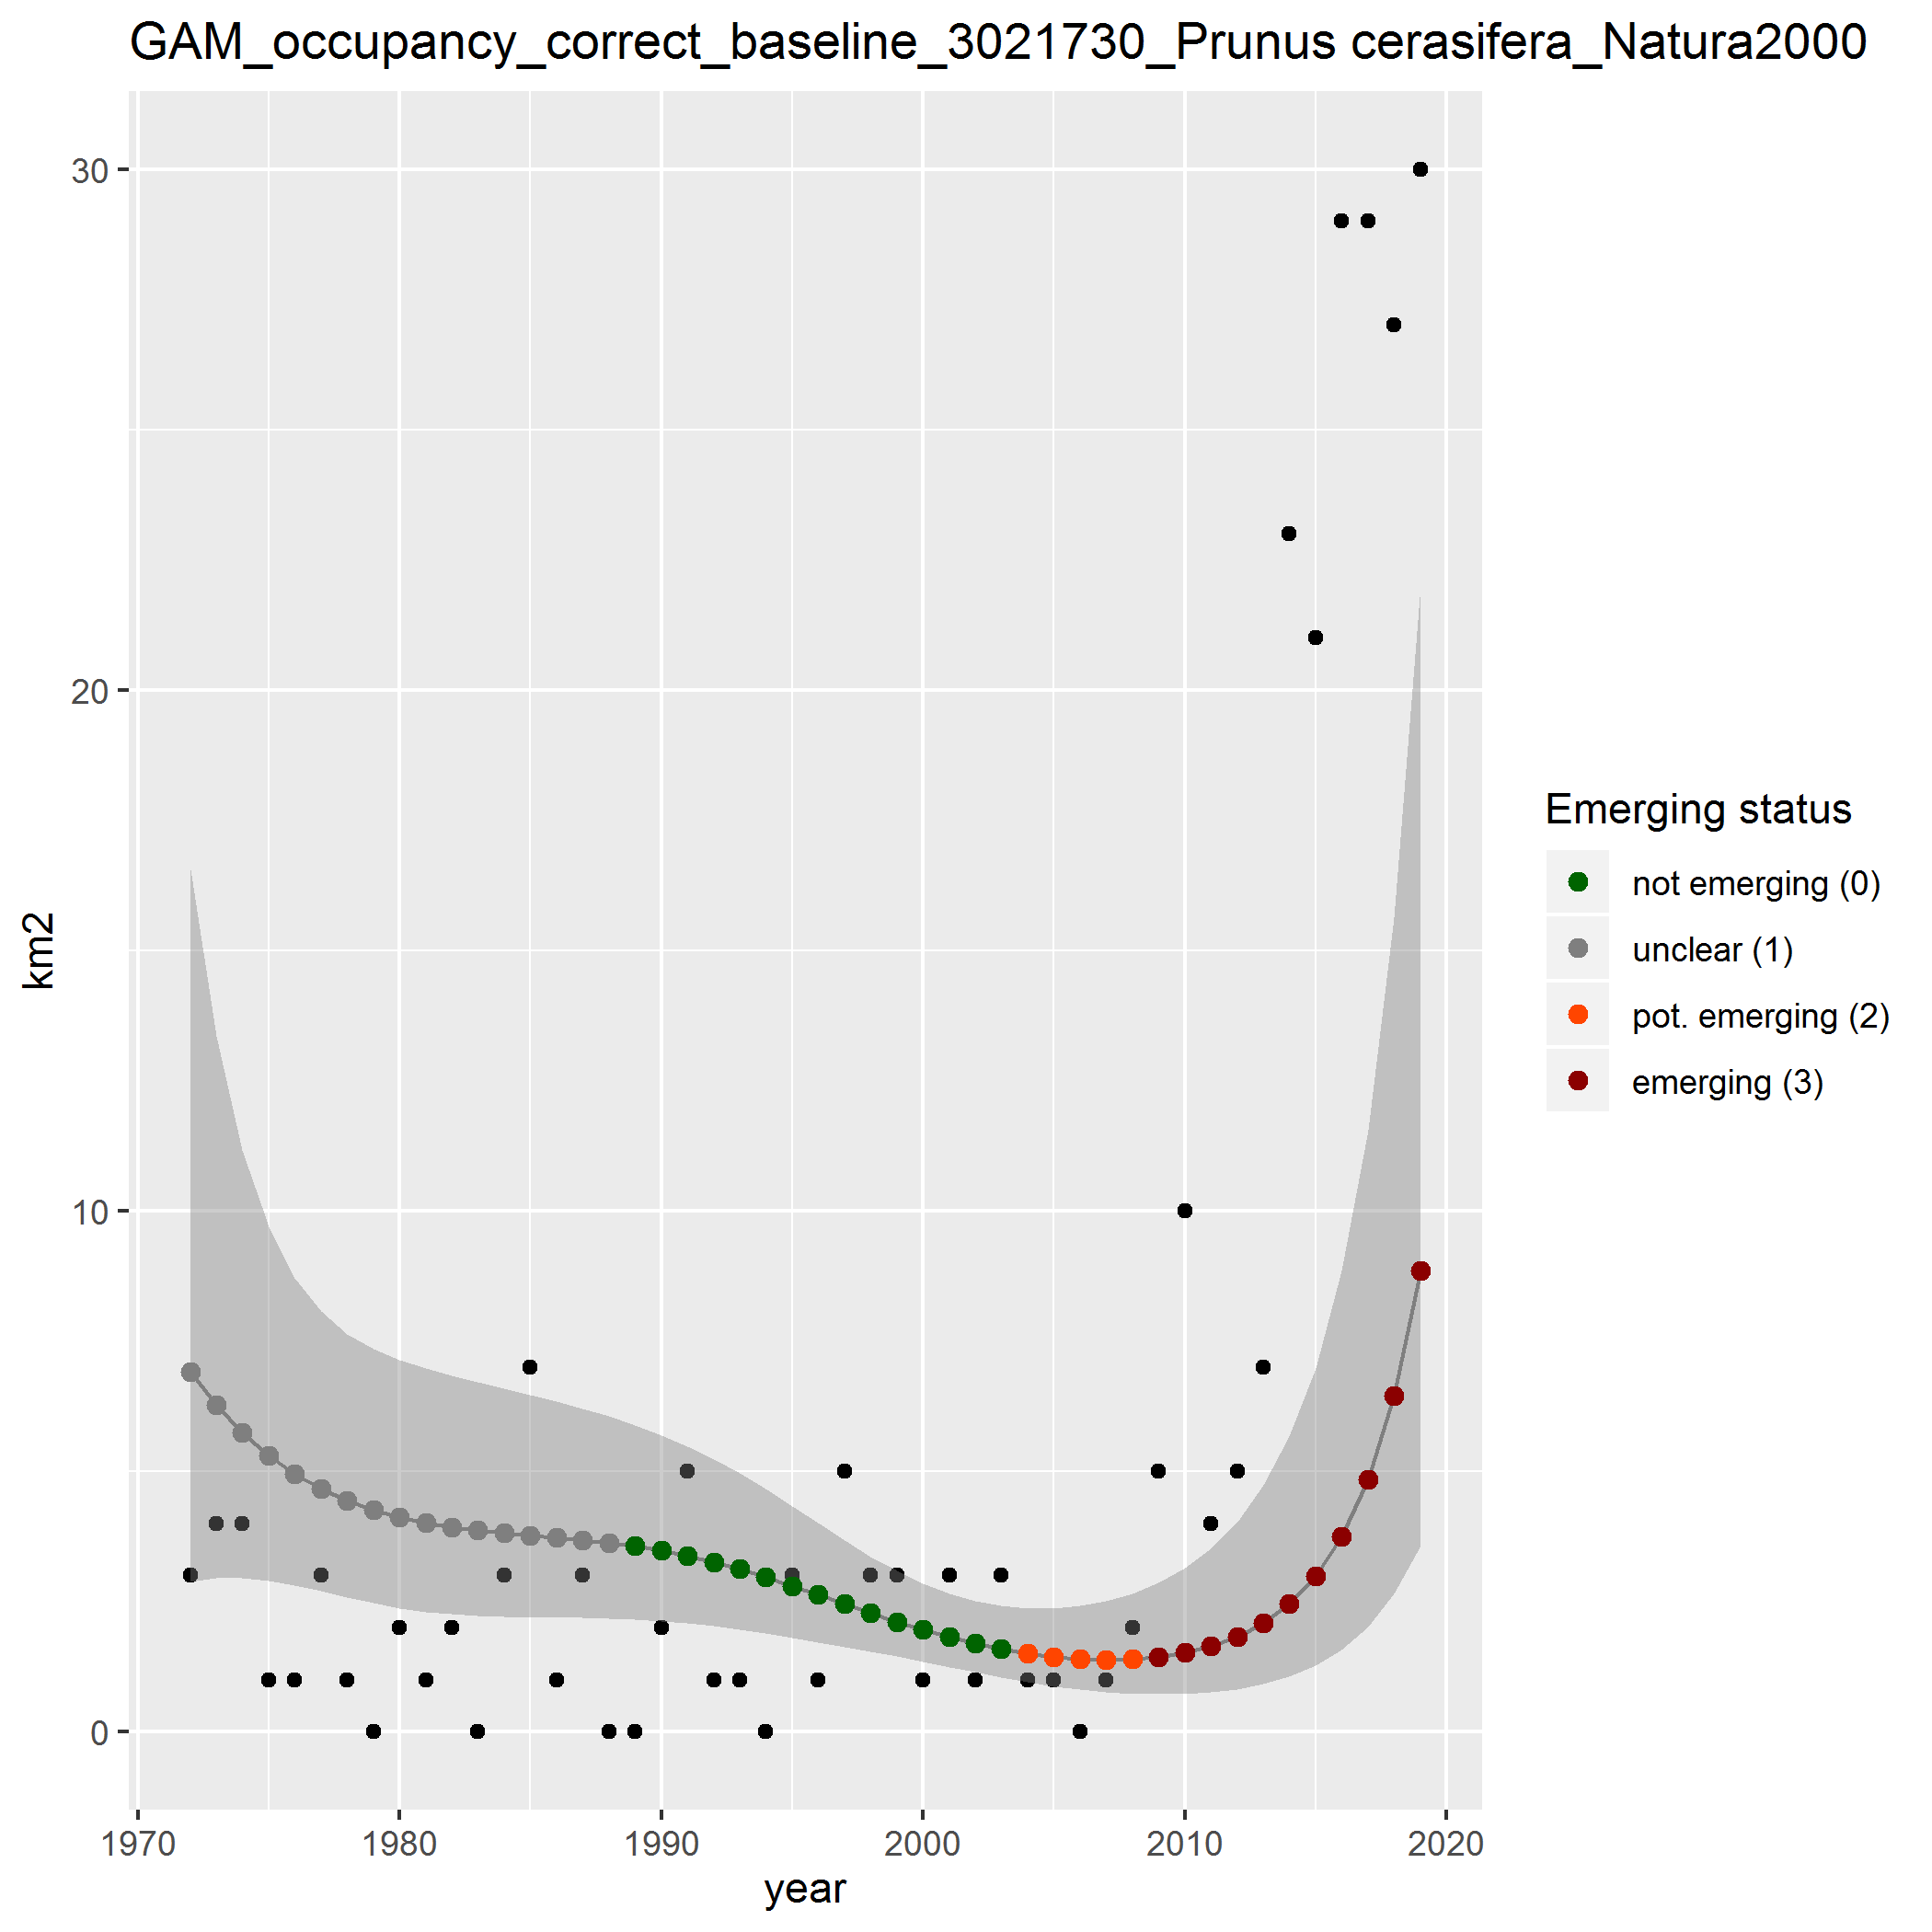 GAM_occupancy_correct_baseline_3021730_Prunus cerasifera_Natura2000
30
20
10
0
km2
1970 1980 1990 2000 2010 2020
year
Emerging status
not emerging (0)
unclear (1)
pot. emerging (2)
emerging (3)